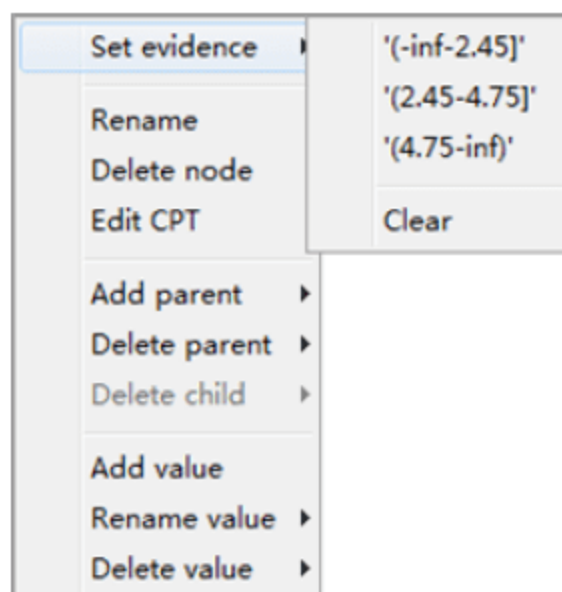 Set evidence
Rename
Delete node
Edit CPT
Add parent
Delete parent
Delete child
Add value
Rename value
Delete value
'(-inf-2.45]'
'(2.45-4.75]'
'(4.75-inf)'
Clear